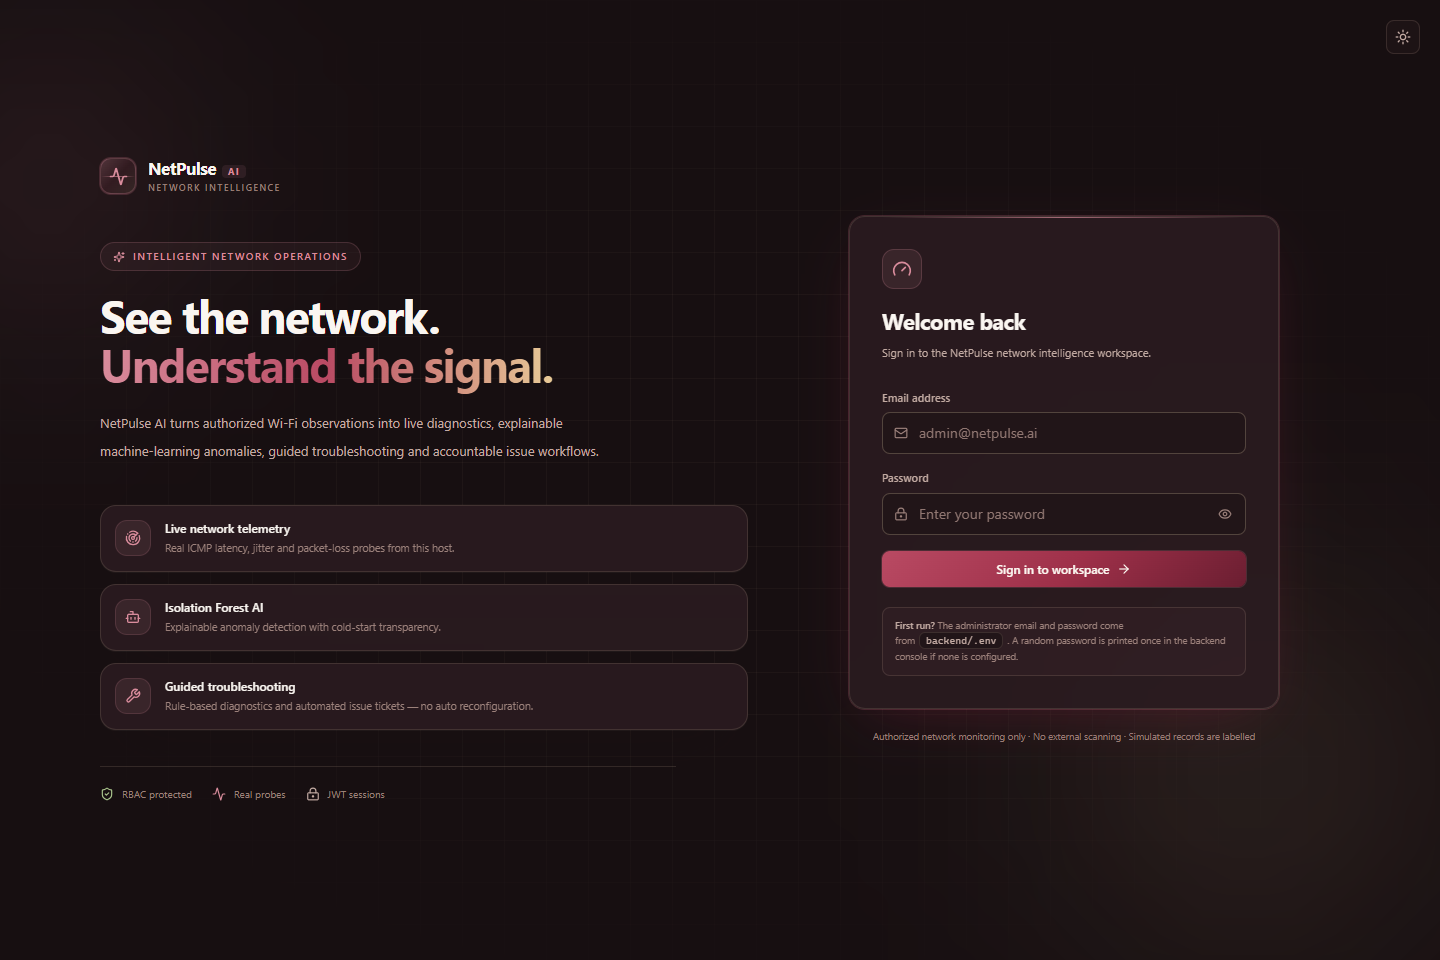 NetPulse AI
NETWORK INTELLIGENCE
INTELLIGENT NETWORK OPERATIONS
See the network.
Understand the signal.
NetPulse AI turns authorized Wi-Fi observations into live diagnostics, explainable
machine-learning anomalies, guided troubleshooting and accountable issue workflows.
Live network telemetry
Real ICMP latency, jitter and packet-loss probes from this host.
Isolation Forest AI
Explainable anomaly detection with cold-start transparency.
Guided troubleshooting
Rule-based diagnostics and automated issue tickets — no auto reconfiguration.
RBAC protected
Real probes
JWT sessions
Welcome back
Sign in to the NetPulse network intelligence workspace.
Email address
admin@netpulse.ai
Password
Enter your password
Sign in to workspace
First run? The administrator email and password come
from backend/.env . A random password is printed once in the backend
console if none is configured.
Authorized network monitoring only · No external scanning · Simulated records are labelled